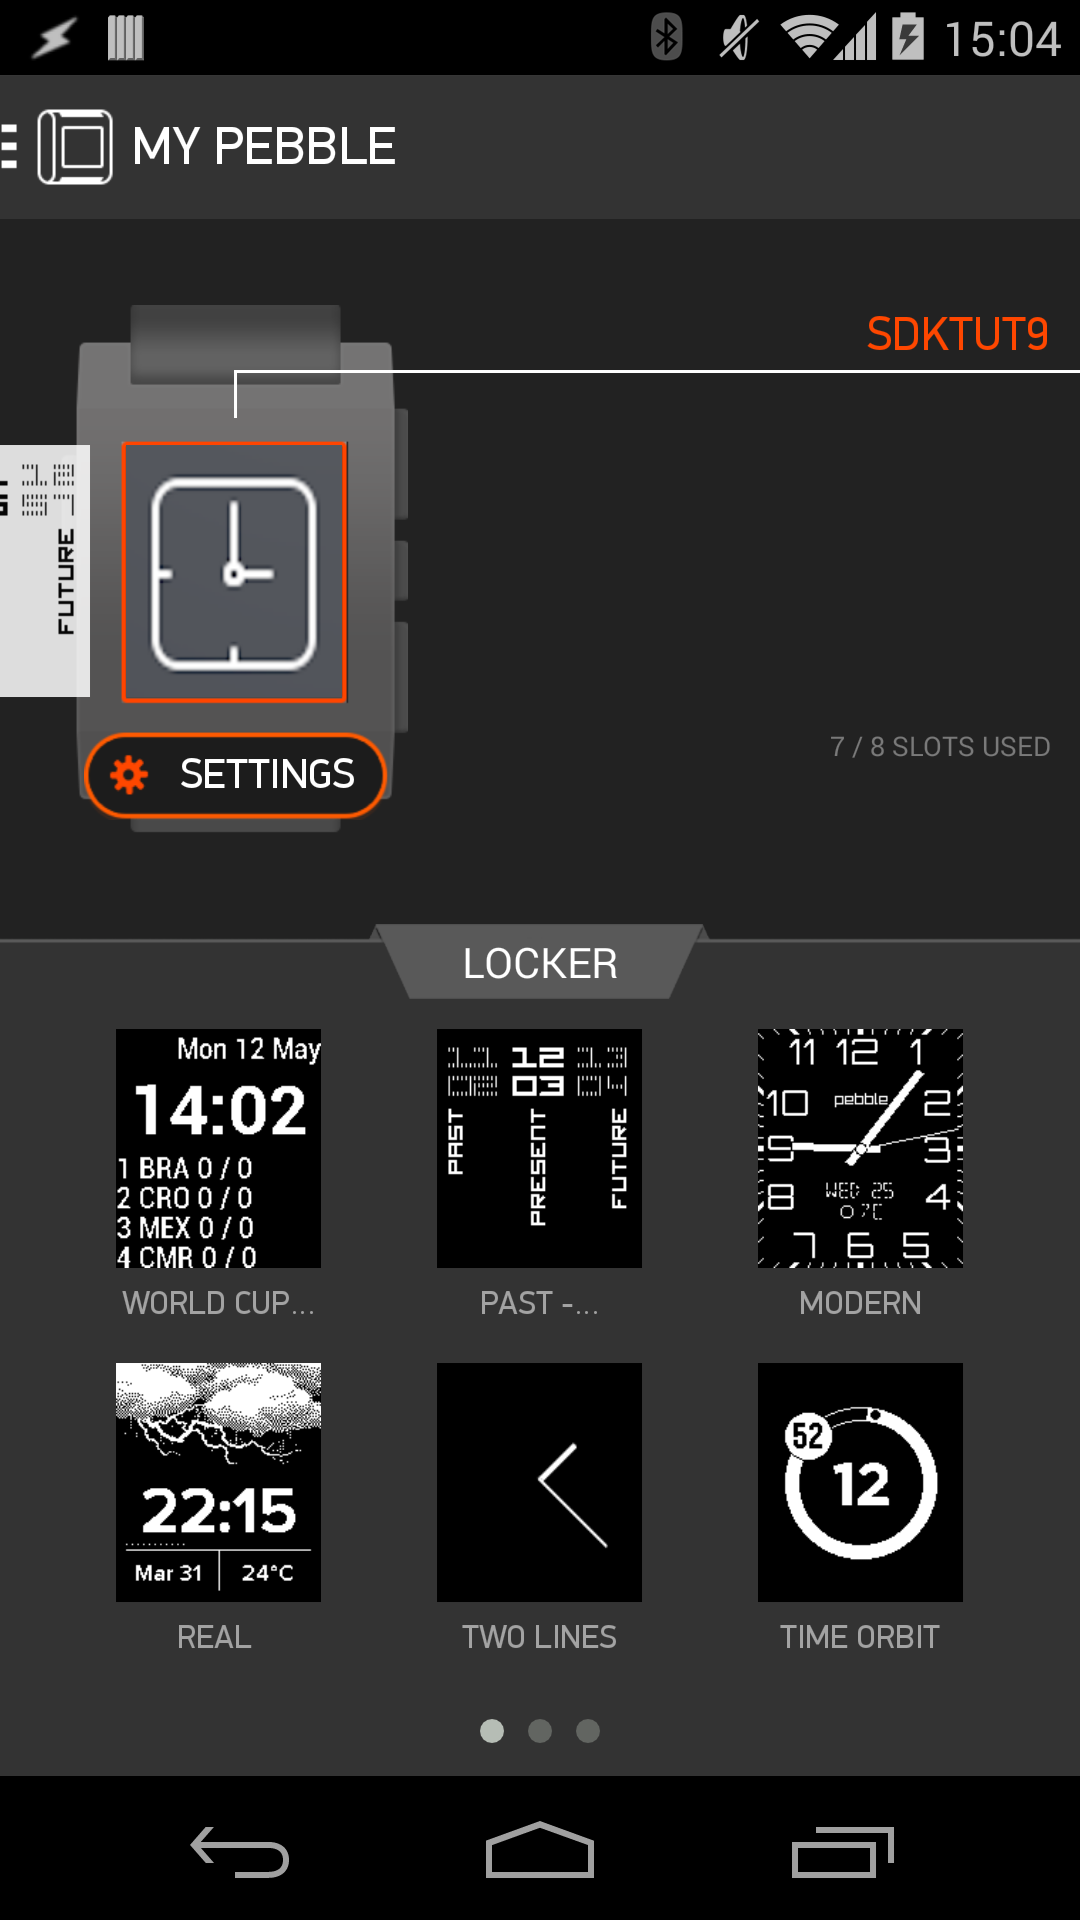 15:04
MY PEBBLE
SDKTUT9
FUTURE
SETTINGS
7 / 8 SLOTS USED
LOCKER
Mon 12 May
14:02
1 BRA 0 / 0
2 CRO 0 / 0
3 MEX 0 / 0
4 CMR 0 / 0
WORLD CUP...
11 12 13
02 03 04
PAST
PRESENT
FUTURE
PAST -...
11 12 1
10 pebble 2
9 3
8 WED 25 4
07C
7 6 5
MODERN
22:15
Mar 31 24°C
REAL
TWO LINES
52
12
TIME ORBIT